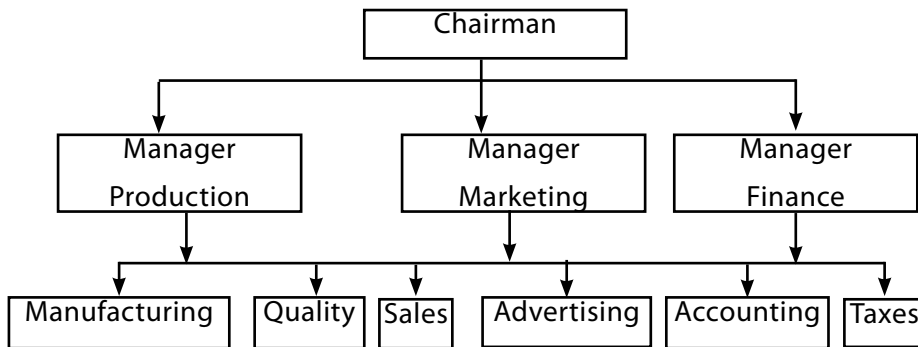 Chairman
Manager
Production
Manager
Marketing
Manager
Finance
Manufacturing
Quality
Sales
Advertising
Accounting
Taxes